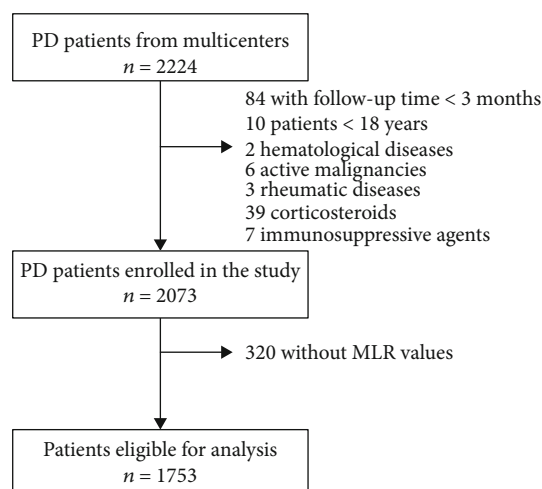 PD patients from multicenters
n = 2224
84 with follow-up time < 3 months
10 patients < 18 years
2 hematological diseases
6 active malignancies
3 rheumatic diseases
39 corticosteroids
7 immunosuppressive agents
PD patients enrolled in the study
n = 2073
320 without MLR values
Patients eligible for analysis
n = 1753